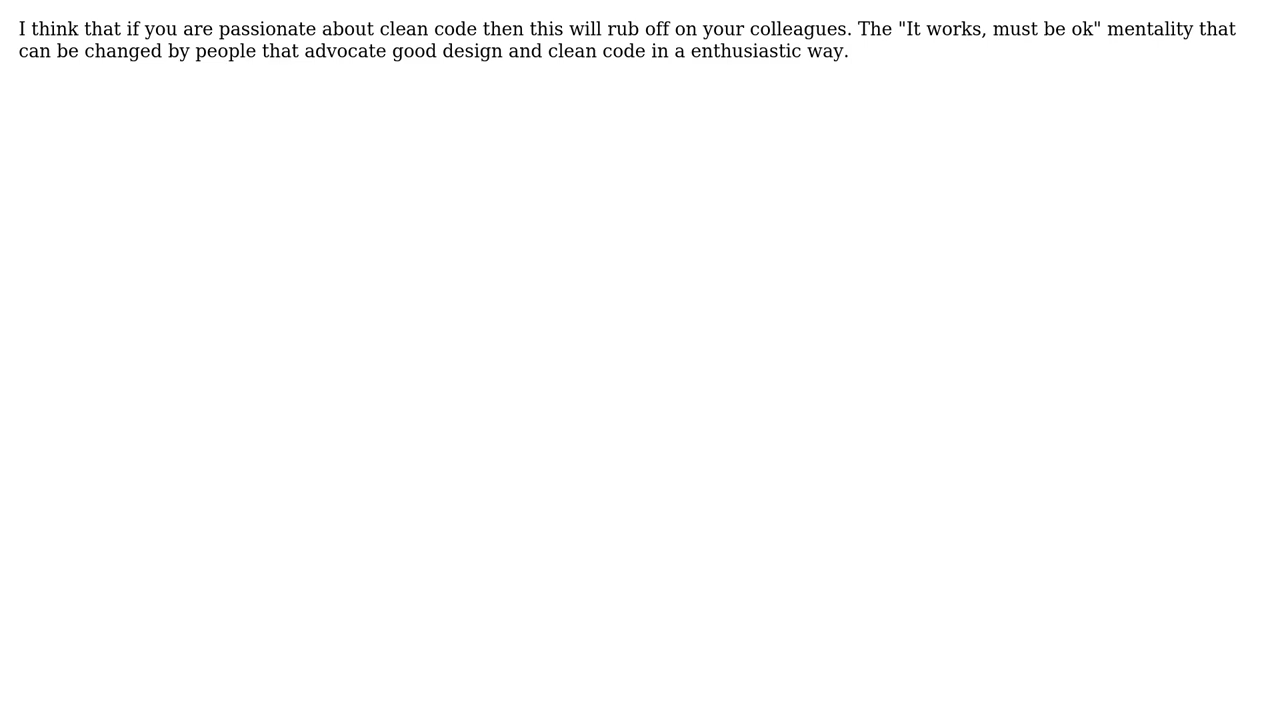 I think that if you are passionate about clean code then this will rub off on your colleagues. The "It works, must be ok" mentality that
can be changed by people that advocate good design and clean code in a enthusiastic way.